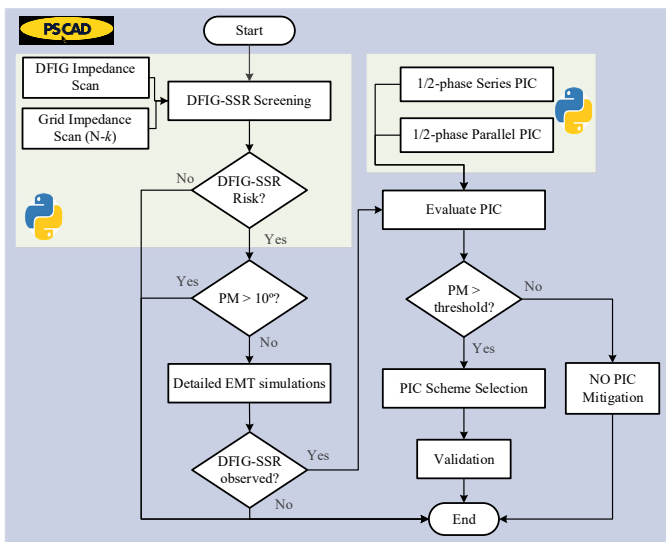 PSCAD
Start
DFIG Impedance
Scan
Grid Impedance
Scan (N-k)
DFIG-SSR Screening
DFIG-SSR
Risk?
No
Yes
PM > 10º?
Yes
No
Detailed EMT simulations
DFIG-SSR
observed?
Yes
No
1/2-phase Series PIC
1/2-phase Parallel PIC
Evaluate PIC
PM >
threshold?
No
Yes
PIC Scheme Selection
NO PIC
Mitigation
Validation
End